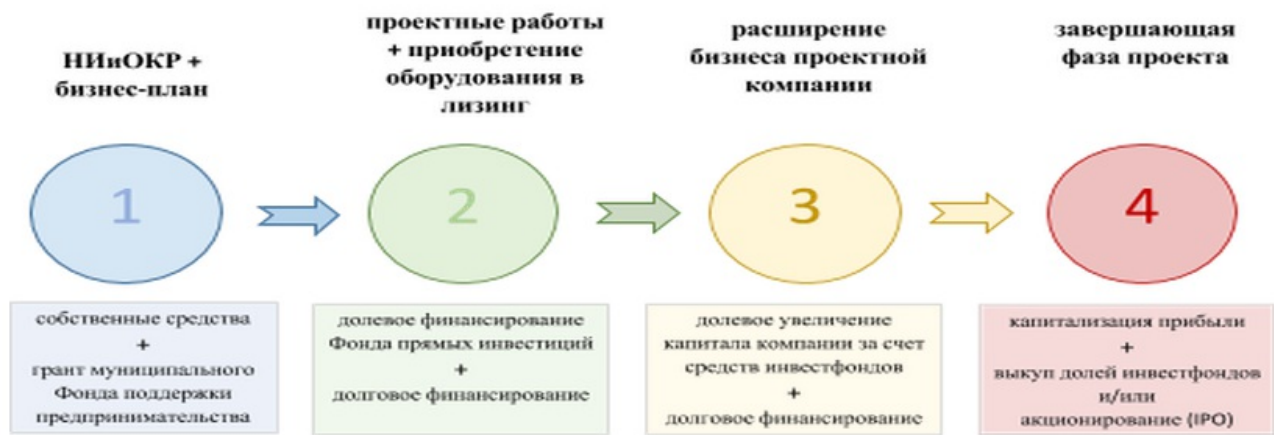 НИиОКР +
бизнес-план
проектные работы
+ приобретение
оборудования в
лизинг
расширение
бизнеса проектной
компании
завершающая
фаза проекта
1
2
3
4
собственные средства
+
грант муниципального
Фонда поддержки
предпринимательства
долевое финансирование
Фонда прямых инвестиций
+
долговое финансирование
долевое увеличение
капитала компании за счет
средств инвестфондов
+
долговое финансирование
капитализация прибыли
+
выкуп долей инвестфондов
и/или
акционирование (IPO)